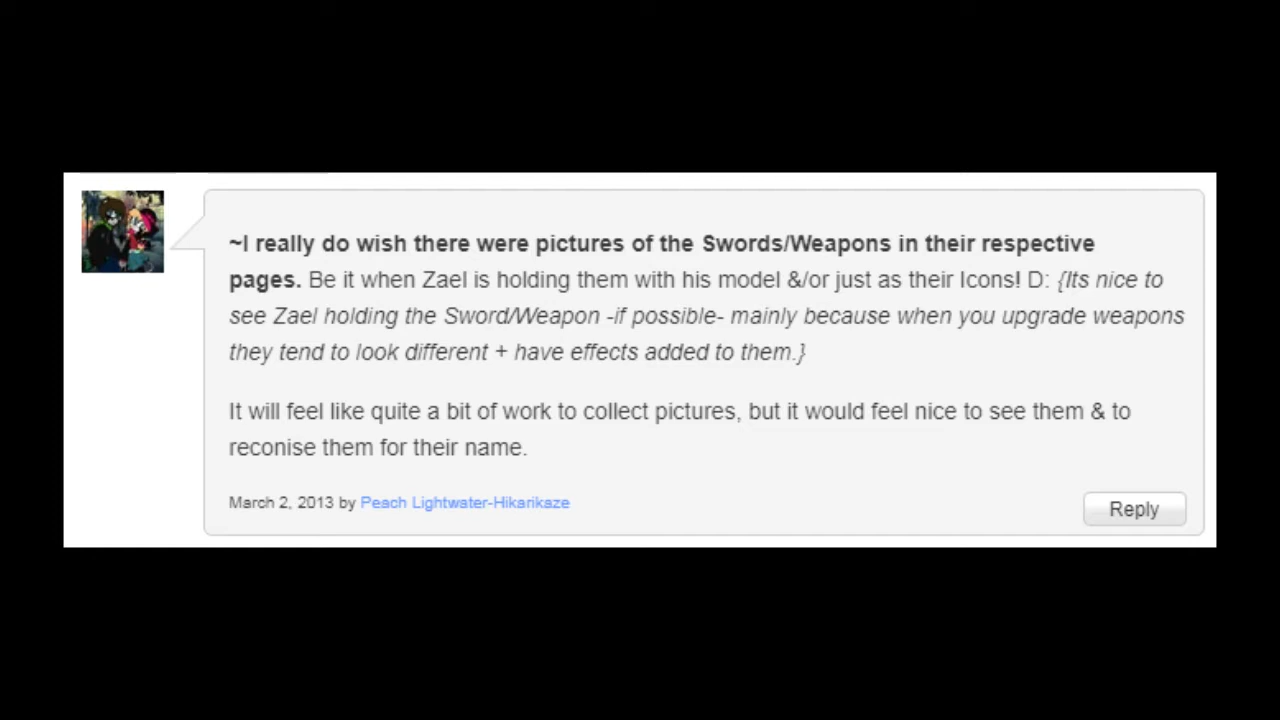 ~I really do wish there were pictures of the Swords/Weapons in their respective
pages. Be it when Zael is holding them with his model &/or just as their Icons! D: {Its nice to
see Zael holding the Sword/Weapon -if possible- mainly because when you upgrade weapons
they tend to look different + have effects added to them.}
It will feel like quite a bit of work to collect pictures, but it would feel nice to see them & to
reconise them for their name.
March 2, 2013 by Peach Lightwater-Hikarikaze
Reply